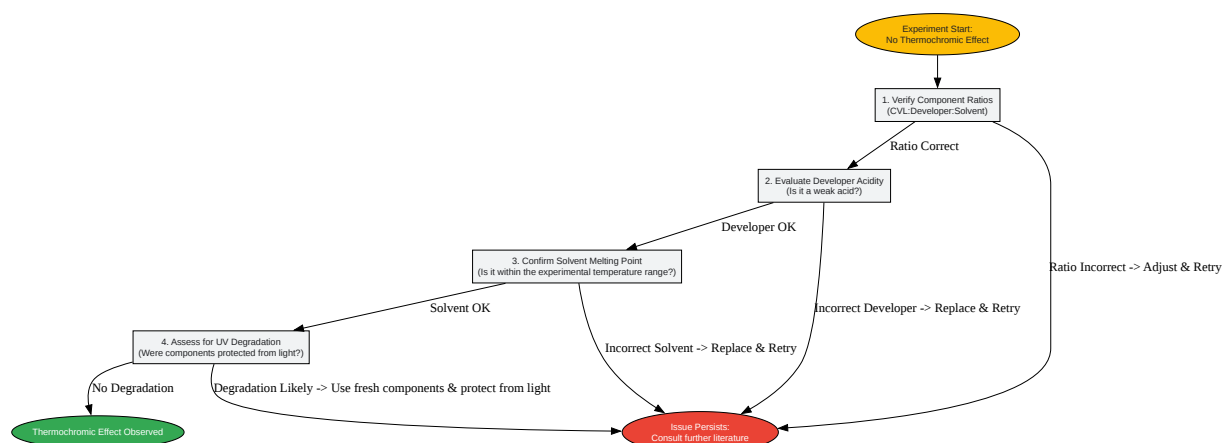 Experiment Start:
No Thermochromic Effect
1. Verify Component Ratios
(CVL:Developer:Solvent)
Ratio Correct
2. Evaluate Developer Acidity
(Is it a weak acid?)
Developer OK
3. Confirm Solvent Melting Point
(Is it within the experimental temperature range?)
Ratio Incorrect -> Adjust & Retry
Solvent OK
Incorrect Developer -> Replace & Retry
4. Assess for UV Degradation
(Were components protected from light?)
Incorrect Solvent -> Replace & Retry
No Degradation
Degradation Likely -> Use fresh components & protect from light
Thermochromic Effect Observed
Issue Persists:
Consult further literature